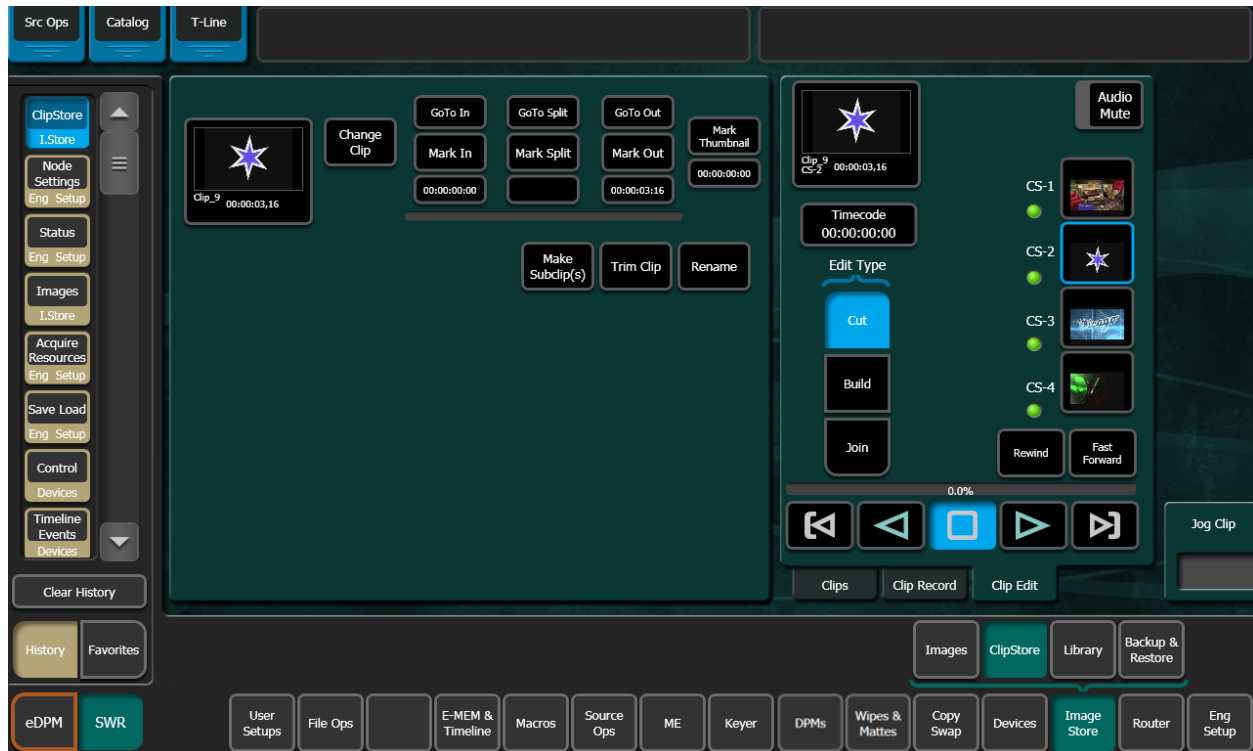 Src Ops
Catalog
T-Line
ClipStore
I.Store
Node
Settings
Eng Setup
Status
Eng Setup
Images
I.Store
Acquire
Resources
Eng Setup
Save Load
Eng Setup
Control
Devices
Timeline
Events
Devices
Clear History
History
Favorites
Clip_9
00:00:03,16
Change
Clip
GoTo In
GoTo Split
GoTo Out
Mark In
Mark Split
Mark Out
Mark
Thumbnail
00:00:00:00
00:00:03:16
00:00:00:00
Make
Subclip(s)
Trim Clip
Rename
Clip_9
CS-2
00:00:03,16
Audio
Mute
Timecode
00:00:00:00
Edit Type
Cut
Build
Join
CS-1
CS-2
CS-3
Chicago
CS-4
Rewind
Fast
Forward
0.0%
Clips
Clip Record
Clip Edit
Jog Clip
Images
ClipStore
Library
Backup &
Restore
eDPM
SWR
User
Setups
File Ops
E-MEM &
Timeline
Macros
Source
Ops
ME
Keyer
DPMs
Wipes &
Mattes
Copy
Swap
Devices
Image
Store
Router
Eng
Setup